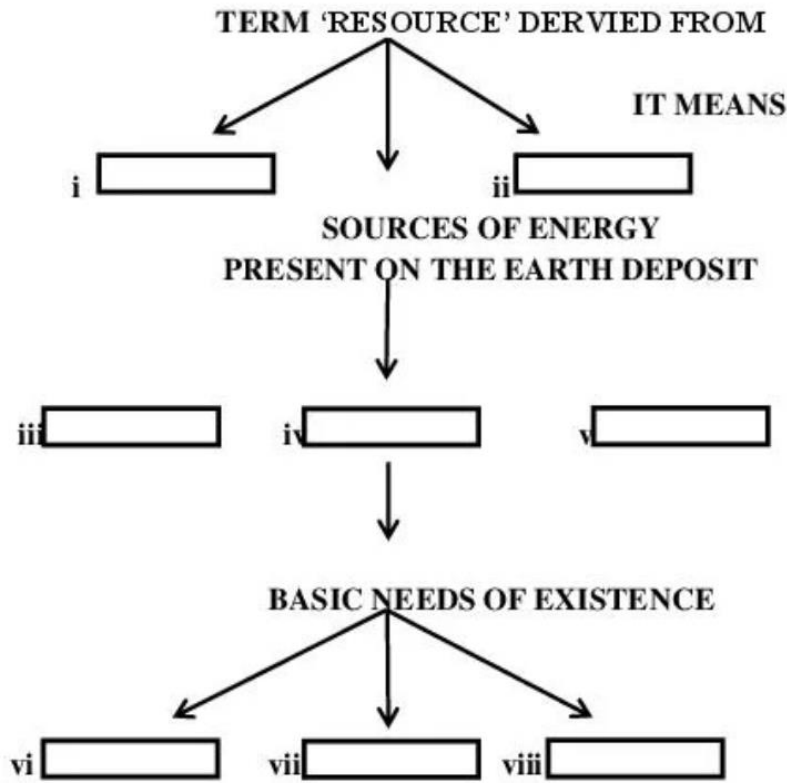 TERM ‘RESOURCE’ DERVIED FROM
IT MEANS
i
ii
SOURCES OF ENERGY
PRESENT ON THE EARTH DEPOSIT
iii
iv
v
BASIC NEEDS OF EXISTENCE
vi
vii
viii